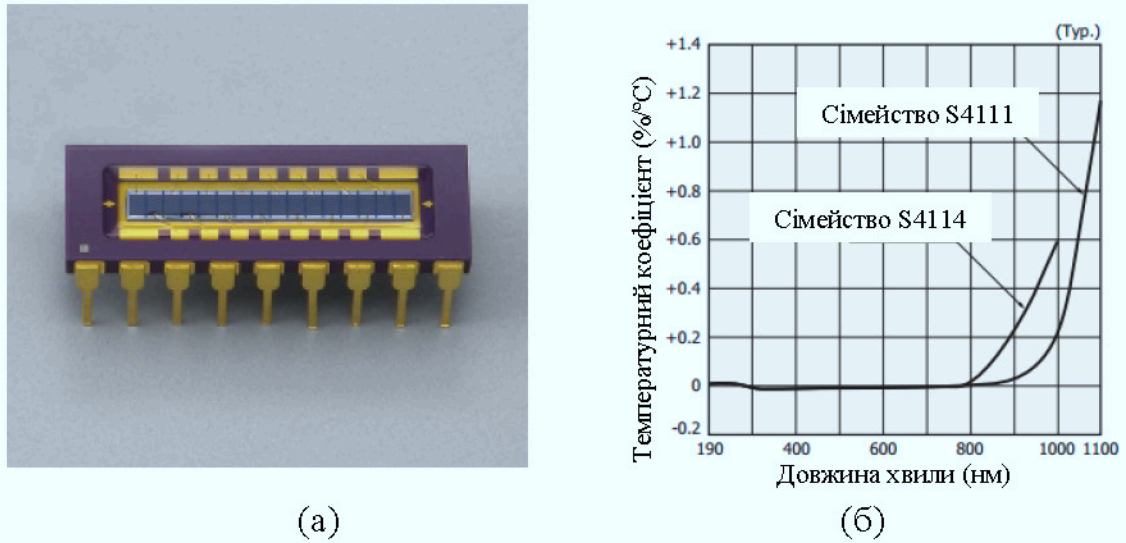 (Typ.)
+1.4
+1.2
+1.0
+0.8
+0.6
+0.4
+0.2
0
-0.2
Температурний коефіцієнт (%/°C)
Сімейство S4111
Сімейство S4114
190 400 600 800 1000 1100
Довжина хвили (нм)
(а) (б)